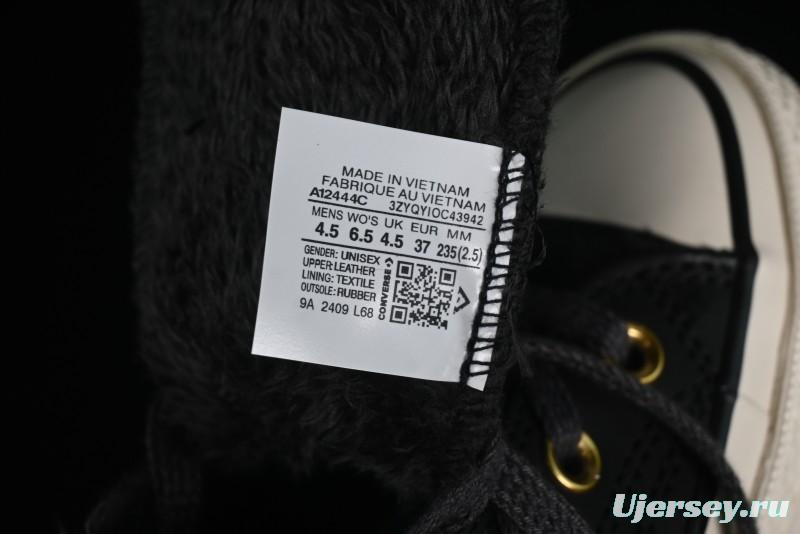 MADE IN VIETNAM
FABRIQUE AU VIETNAM
A12444C 3ZYQYIOC43942
MENS WO'S UK EUR MM
4.5 6.5 4.5 37 235(2.5)
GENDER: UNISEX
UPPER:LEATHER
LINING: TEXTILE
OUTSOLE: RUBBER
9A 2409 L68
CONVERSE
Ujersey.ru